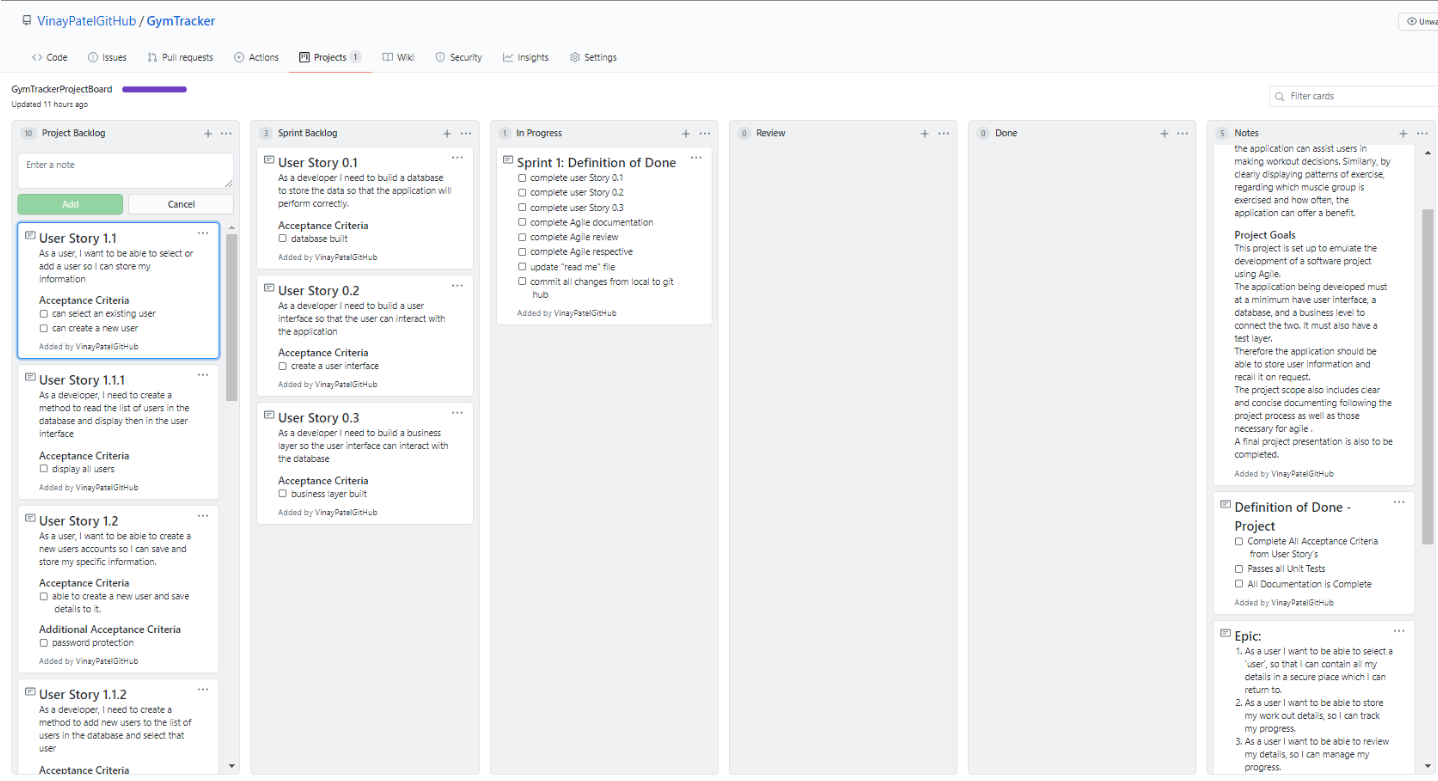 VinayPatelGitHub / GymTracker
Unwa
Code
Issues
Pull requests
Actions
Projects 1
Wiki
Security
Insights
Settings
GymTrackerProjectBoard
Updated 11 hours ago
Filter cards
10 Project Backlog
Enter a note
Add
Cancel
User Story 1.1
As a user, I want to be able to select or
add a user so I can store my
information
Acceptance Criteria
can select an existing user
can create a new user
Added by VinayPatelGitHub
User Story 1.1.1
As a developer, I need to create a
method to read the list of users in the
database and display then in the user
interface
Acceptance Criteria
display all users
Added by VinayPatelGitHub
User Story 1.2
As a user, I want to be able to create a
new users accounts so I can save and
store my specific information.
Acceptance Criteria
able to create a new user and save
details to it.
Additional Acceptance Criteria
password protection
Added by VinayPatelGitHub
User Story 1.1.2
As a developer, I need to create a
method to add new users to the list of
users in the database and select that
user
Acceptance Criteria
3 Sprint Backlog
User Story 0.1
As a developer I need to build a database
to store the data so that the application will
perform correctly.
Acceptance Criteria
database built
Added by VinayPatelGitHub
User Story 0.2
As a developer I need to build a user
interface so that the user can interact with
the application
Acceptance Criteria
create a user interface
Added by VinayPatelGitHub
User Story 0.3
As a developer I need to build a business
layer so the user interface can interact with
the database
Acceptance Criteria
business layer built
Added by VinayPatelGitHub
1 In Progress
Sprint 1: Definition of Done
complete user Story 0.1
complete user Story 0.2
complete user Story 0.3
complete Agile documentation
complete Agile review
complete Agile respective
update "read me" file
commit all changes from local to git
hub
Added by VinayPatelGitHub
0 Review
0 Done
5 Notes
the application can assist users in
making workout decisions. Similarly, by
clearly displaying patterns of exercise,
regarding which muscle group is
exercised and how often, the
application can offer a benefit.
Project Goals
This project is set up to emulate the
development of a software project
using Agile.
The application being developed must
at a minimum have user interface, a
database, and a business level to
connect the two. It must also have a
test layer.
Therefore the application should be
able to store user information and
recall it on request.
The project scope also includes clear
and concise documenting following the
project process as well as those
necessary for agile .
A final project presentation is also to be
completed.
Added by VinayPatelGitHub
Definition of Done -
Project
Complete All Acceptance Criteria
from User Story's
Passes all Unit Tests
All Documentation is Complete
Added by VinayPatelGitHub
Epic:
1. As a user I want to be able to select a
'user', so that I can contain all my
details in a secure place which I can
return to.
2. As a user I want to be able to store
my work out details, so I can track
my progress.
3. As a user I want to be able to review
my details, so I can manage my
progress.